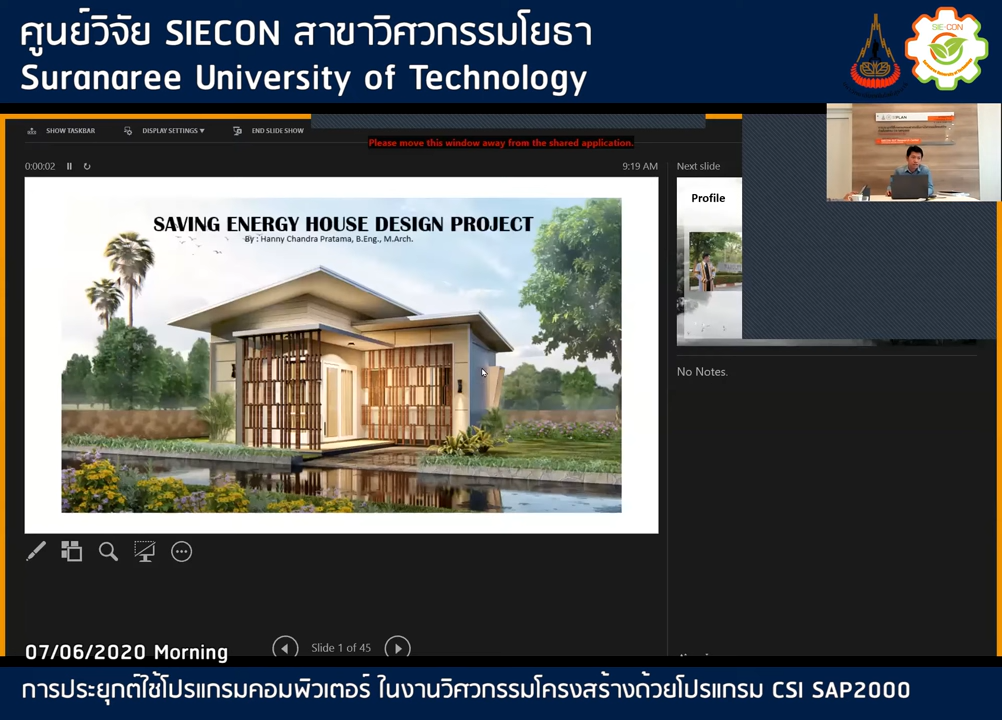 ศูนย์วิจัย SIECON สาขาวิศวกรรมโยธา
Suranaree University of Technology
SIE-CON
SHOW TASKBAR
DISPLAY SETTINGS ▼
END SLIDE SHOW
Please move this window away from the shared application.
0:00:02
9:19 AM
Next slide
SAVING ENERGY HOUSE DESIGN PROJECT
By : Hanny Chandra Pratama, B.Eng., M.Arch.
Profile
No Notes.
Slide 1 of 45
07/06/2020 Morning
การประยุกต์ใช้โปรแกรมคอมพิวเตอร์ ในงานวิศวกรรมโครงสร้างด้วยโปรแกรม CSI SAP2000